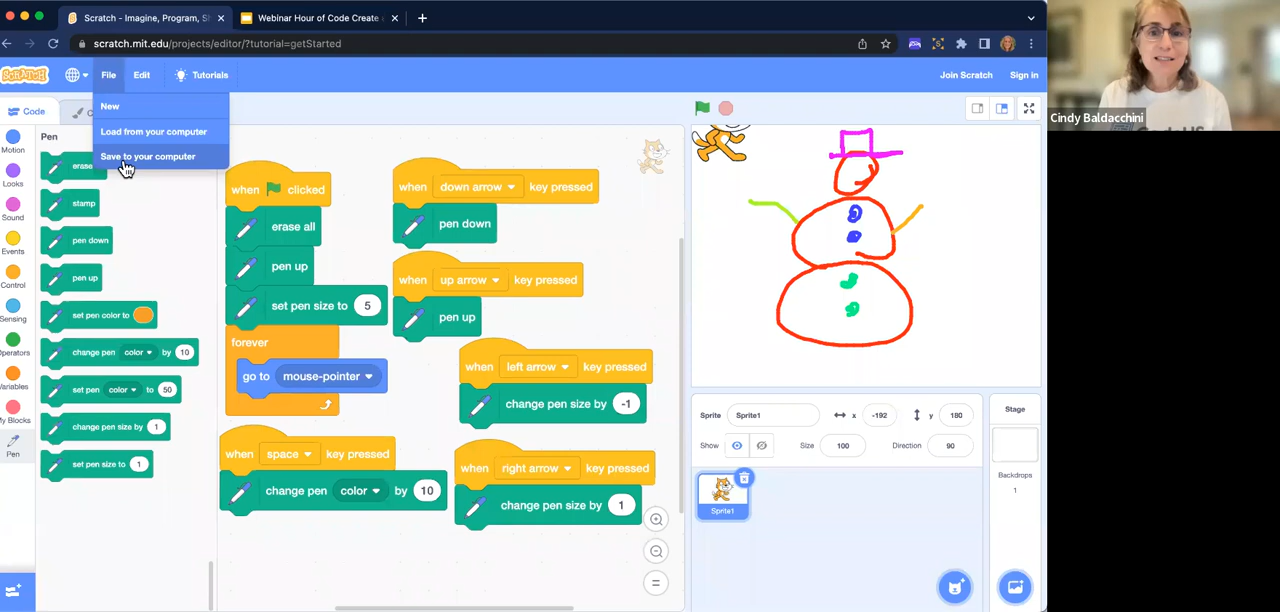 Scratch - Imagine, Program, Sh
Webinar Hour of Code Create
scratch.mit.edu/projects/editor/?tutorial=getStarted
SCRATCH
File
Edit
Tutorials
Join Scratch
Sign in
New
Load from your computer
Save to your computer
Cindy Baldacchini
Code
C
Pen
Motion
Looks
Sound
Events
Control
Sensing
Operators
Variables
My Blocks
Pen
erase
stamp
pen down
pen up
set pen color to
change pen color by 10
set pen color to 50
change pen size by 1
set pen size to 1
when clicked
erase all
pen up
set pen size to 5
forever
go to mouse-pointer
when space key pressed
change pen color by 10
when down arrow key pressed
pen down
when up arrow key pressed
pen up
when left arrow key pressed
change pen size by -1
when right arrow key pressed
change pen size by 1
Sprite Sprite1 x -192 y 180
Show Size 100 Direction 90
Sprite1
Stage
Backdrops
1